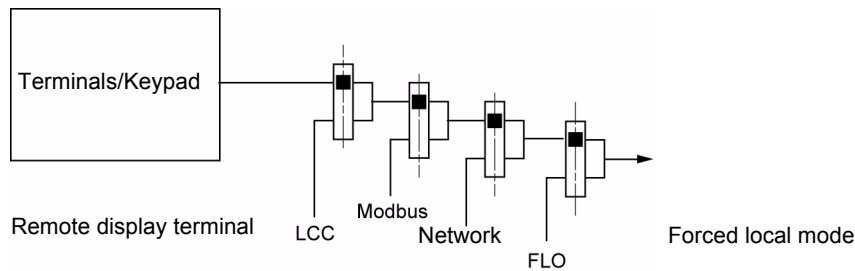 Terminals/Keypad
Remote display terminal
LCC
Modbus
Network
FLO
Forced local mode